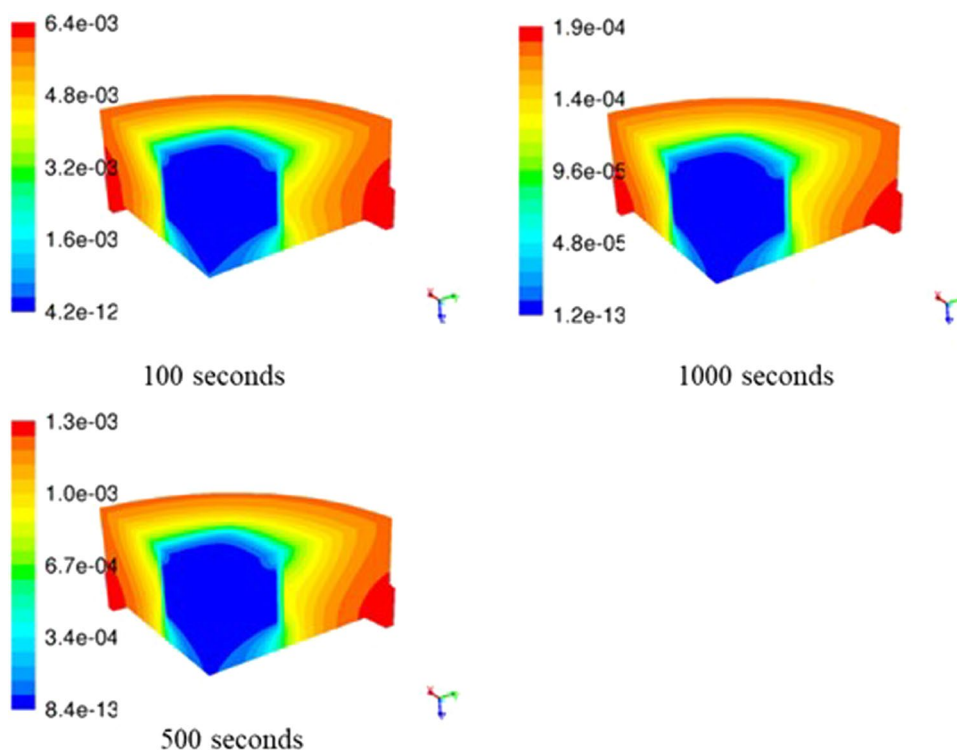 6.4e-03
4.8e-03
3.2e-03
1.6e-03
4.2e-12
100 seconds
1.9e-04
1.4e-04
9.6e-05
4.8e-05
1.2e-13
1000 seconds
1.3e-03
1.0e-03
6.7e-04
3.4e-04
8.4e-13
500 seconds